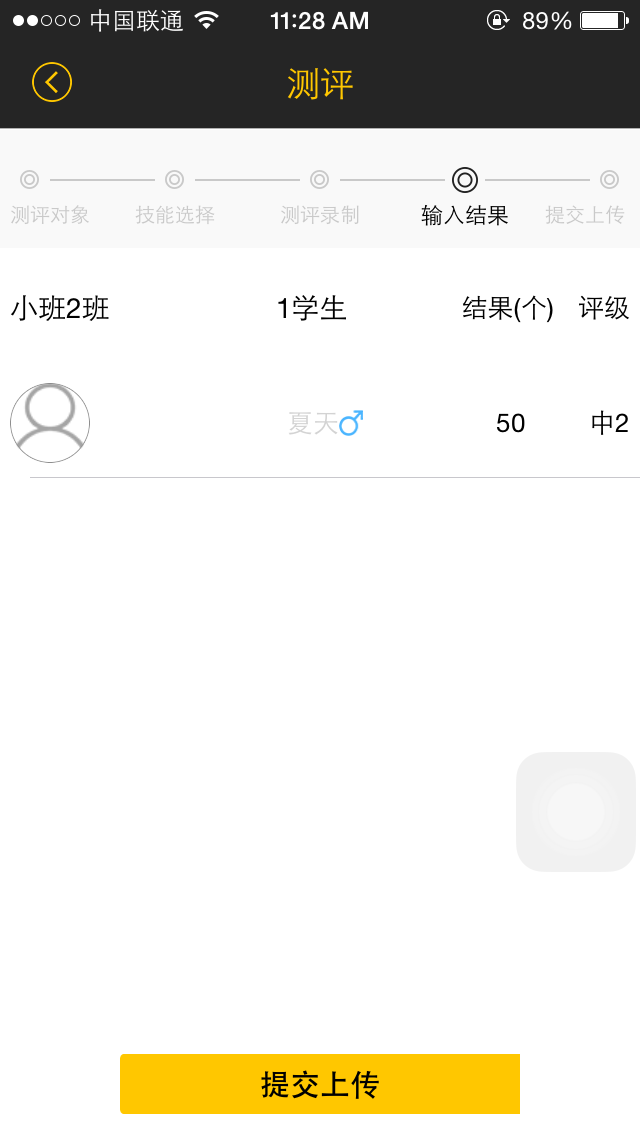 中国联通 11:28 AM 89%
测评
测评对象 技能选择 测评录制 输入结果 提交上传
小班2班 1学生 结果(个) 评级
夏天♂ 50 中2
提交上传